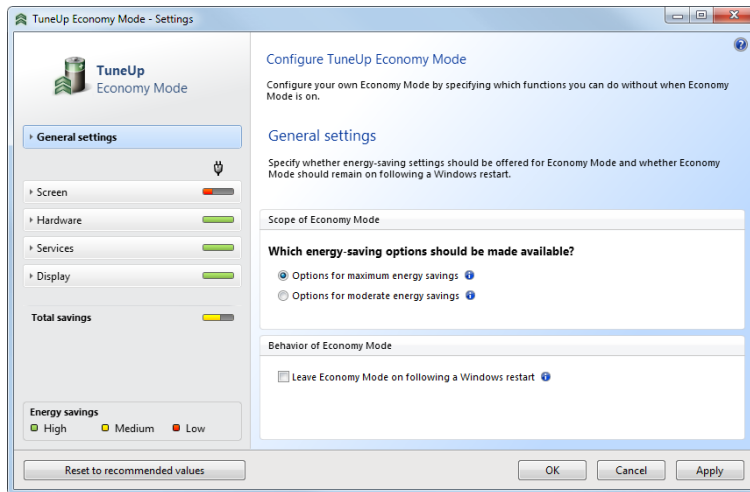 TuneUp Economy Mode - Settings
TuneUp
Economy Mode
General settings
Screen
Hardware
Services
Display
Total savings
Energy savings
High Medium Low
Configure TuneUp Economy Mode
Configure your own Economy Mode by specifying which functions you can do without when Economy
Mode is on.
General settings
Specify whether energy-saving settings should be offered for Economy Mode and whether Economy
Mode should remain on following a Windows restart.
Scope of Economy Mode
Which energy-saving options should be made available?
Options for maximum energy savings
Options for moderate energy savings
Behavior of Economy Mode
Leave Economy Mode on following a Windows restart
Reset to recommended values
OK Cancel Apply